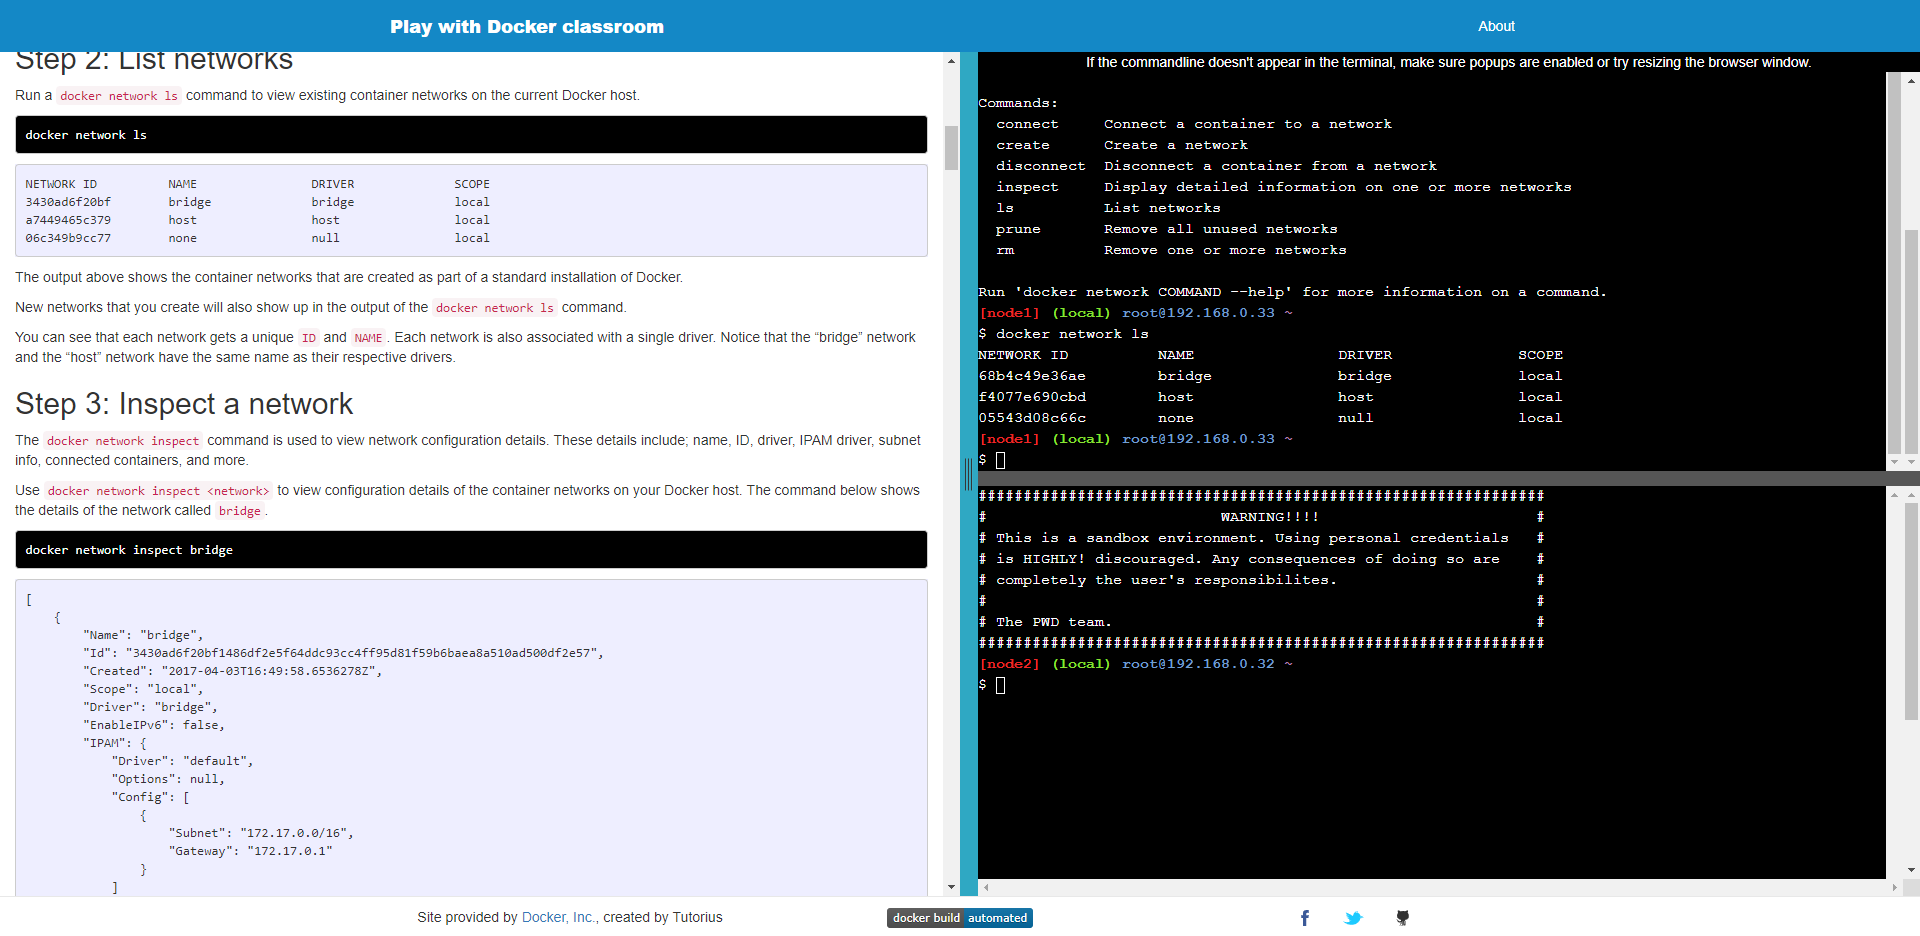 Play with Docker classroom
About
Step 2: List networks
Run a docker network ls command to view existing container networks on the current Docker host.
docker network ls
NETWORK ID          NAME                DRIVER              SCOPE
3430ad6f20bf        bridge              bridge              local
a7449465c379        host                host                local
06c349b9cc77        none                null                local
The output above shows the container networks that are created as part of a standard installation of Docker.
New networks that you create will also show up in the output of the docker network ls command.
You can see that each network gets a unique ID and NAME. Each network is also associated with a single driver. Notice that the “bridge” network
and the “host” network have the same name as their respective drivers.
Step 3: Inspect a network
The docker network inspect command is used to view network configuration details. These details include; name, ID, driver, IPAM driver, subnet
info, connected containers, and more.
Use docker network inspect <network> to view configuration details of the container networks on your Docker host. The command below shows
the details of the network called bridge.
docker network inspect bridge
[
    {
        "Name": "bridge",
        "Id": "3430ad6f20bf1486df2e5f64ddc93cc4ff95d81f59b6baea8a510ad500df2e57",
        "Created": "2017-04-03T16:49:58.6536278Z",
        "Scope": "local",
        "Driver": "bridge",
        "EnableIPv6": false,
        "IPAM": {
            "Driver": "default",
            "Options": null,
            "Config": [
                {
                    "Subnet": "172.17.0.0/16",
                    "Gateway": "172.17.0.1"
                }
            ]
If the commandline doesn't appear in the terminal, make sure popups are enabled or try resizing the browser window.
Commands:
  connect     Connect a container to a network
  create      Create a network
  disconnect  Disconnect a container from a network
  inspect     Display detailed information on one or more networks
  ls          List networks
  prune       Remove all unused networks
  rm          Remove one or more networks
Run 'docker network COMMAND --help' for more information on a command.
[node1] (local) root@192.168.0.33 ~
$ docker network ls
NETWORK ID          NAME                DRIVER              SCOPE
68b4c49e36ae        bridge              bridge              local
f4077e690cbd        host                host                local
05543d08c66c        none                null                local
[node1] (local) root@192.168.0.33 ~
$
###############################################################
#                          WARNING!!!!                        #
# This is a sandbox environment. Using personal credentials   #
# is HIGHLY! discouraged. Any consequences of doing so are    #
# completely the user's responsibilites.                      #
#                                                             #
# The PWD team.                                               #
###############################################################
[node2] (local) root@192.168.0.32 ~
$
Site provided by Docker, Inc., created by Tutorius
docker build automated